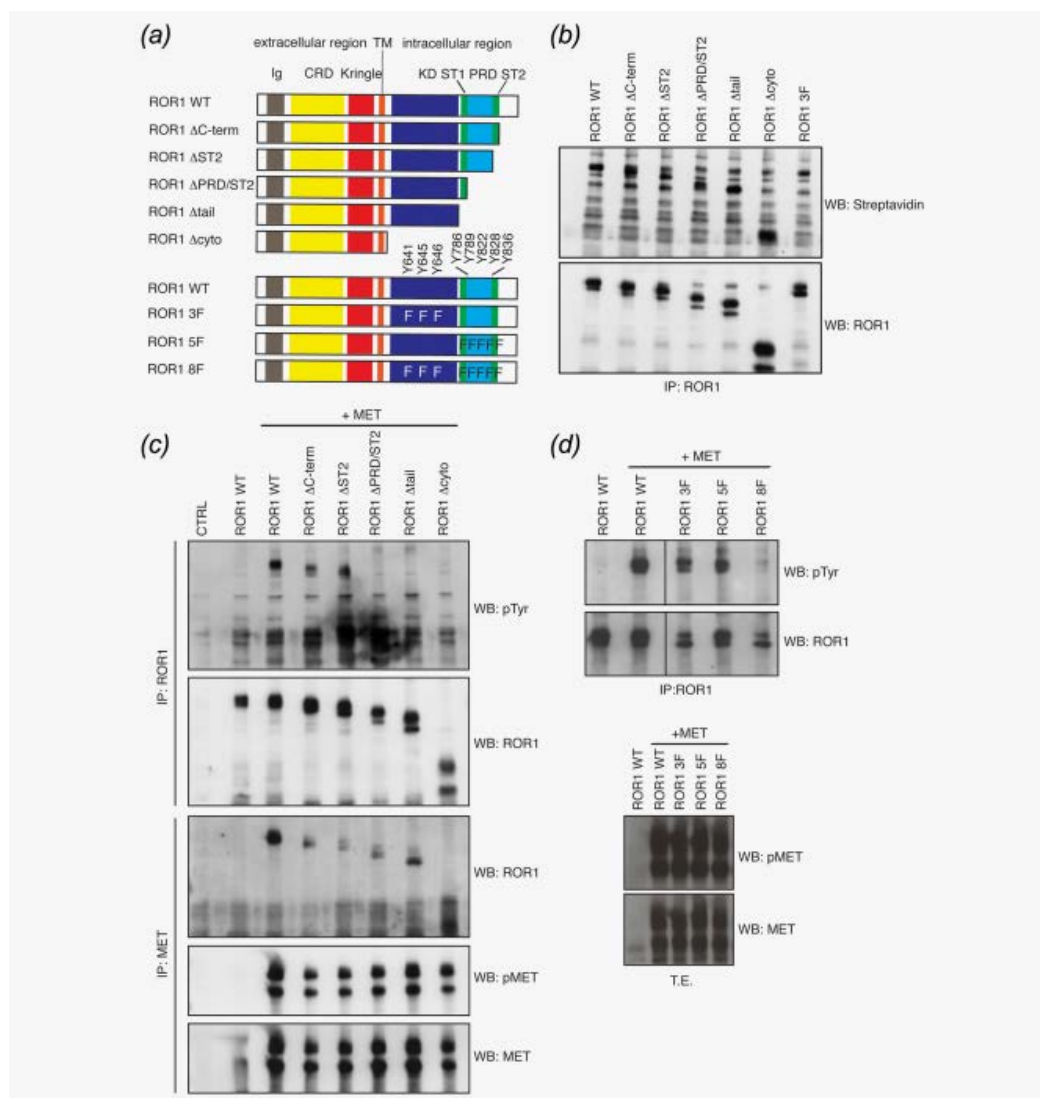 (a)
extracellular region TM intracellular region
Ig CRD Kringle KD ST1 PRD ST2
ROR1 WT
ROR1 ΔC-term
ROR1 ΔST2
ROR1 ΔPRD/ST2
ROR1 Δtail
ROR1 Δcyto
Y641
Y645
Y646
Y786
Y789
Y822
Y828
Y836
ROR1 WT
ROR1 3F F F F
ROR1 5F FFFFF
ROR1 8F F F F FFFFF
(b)
ROR1 WT
ROR1 ΔC-term
ROR1 ΔST2
ROR1 ΔPRD/ST2
ROR1 Δtail
ROR1 Δcyto
ROR1 3F
WB: Streptavidin
WB: ROR1
IP: ROR1
(c)
+ MET
CTRL
ROR1 WT
ROR1 WT
ROR1 ΔC-term
ROR1 ΔST2
ROR1 ΔPRD/ST2
ROR1 Δtail
ROR1 Δcyto
IP: ROR1
WB: pTyr
WB: ROR1
IP: MET
WB: ROR1
WB: pMET
WB: MET
(d)
+ MET
ROR1 WT
ROR1 WT
ROR1 3F
ROR1 5F
ROR1 8F
WB: pTyr
WB: ROR1
IP:ROR1
+MET
ROR1 WT
ROR1 WT
ROR1 3F
ROR1 5F
ROR1 8F
WB: pMET
WB: MET
T.E.